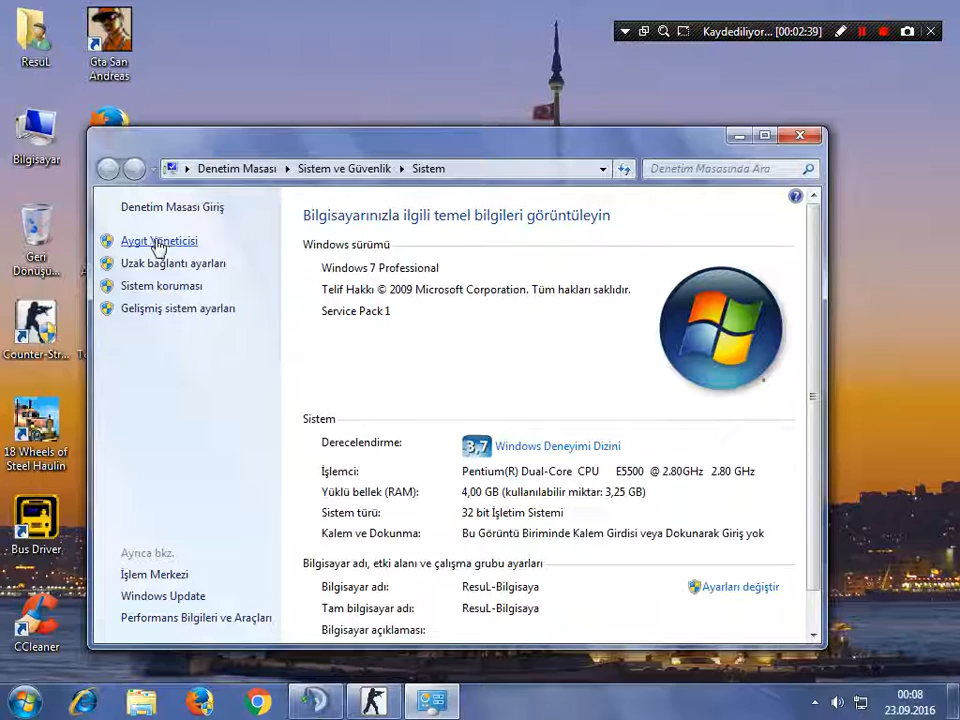 ResuL
Gta San
Andreas
Kaydediliyor... [00:02:39]
Bilgisayar
Denetim Masası
Sistem ve Güvenlik
Sistem
Denetim Masasında Ara
Denetim Masası Giriş
Aygıt Yöneticisi
Uzak bağlantı ayarları
Sistem koruması
Gelişmiş sistem ayarları
Bilgisayarınızla ilgili temel bilgileri görüntüleyin
Windows sürümü
Windows 7 Professional
Telif Hakkı © 2009 Microsoft Corporation. Tüm hakları saklıdır.
Service Pack 1
Sistem
Derecelendirme:
3,7 Windows Deneyimi Dizini
İşlemci:
Pentium(R) Dual-Core CPU E5500 @ 2.80GHz 2.80 GHz
Yüklü bellek (RAM):
4,00 GB (kullanılabilir miktar: 3,25 GB)
Sistem türü:
32 bit İşletim Sistemi
Kalem ve Dokunma:
Bu Görüntü Biriminde Kalem Girdisi veya Dokunarak Giriş yok
Bilgisayar adı, etki alanı ve çalışma grubu ayarları
Bilgisayar adı:
ResuL-Bilgisaya
Ayarları değiştir
Tam bilgisayar adı:
ResuL-Bilgisaya
Bilgisayar açıklaması:
Ayrıca bkz.
İşlem Merkezi
Windows Update
Performans Bilgileri ve Araçları
Geri
Dönüşü...
Counter-Str...
18 Wheels of
Steel Haulin
Bus Driver
CCleaner
00:08
23.09.2016